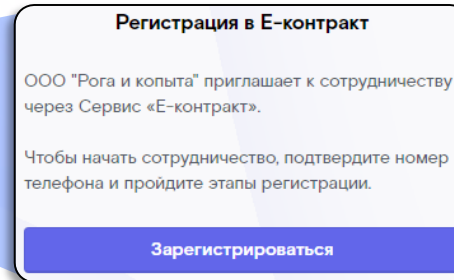 Регистрация в Е-контракт
ООО "Рога и копыта" приглашает к сотрудничеству
через Сервис «Е-контракт».
Чтобы начать сотрудничество, подтвердите номер
телефона и пройдите этапы регистрации.
Зарегистрироваться